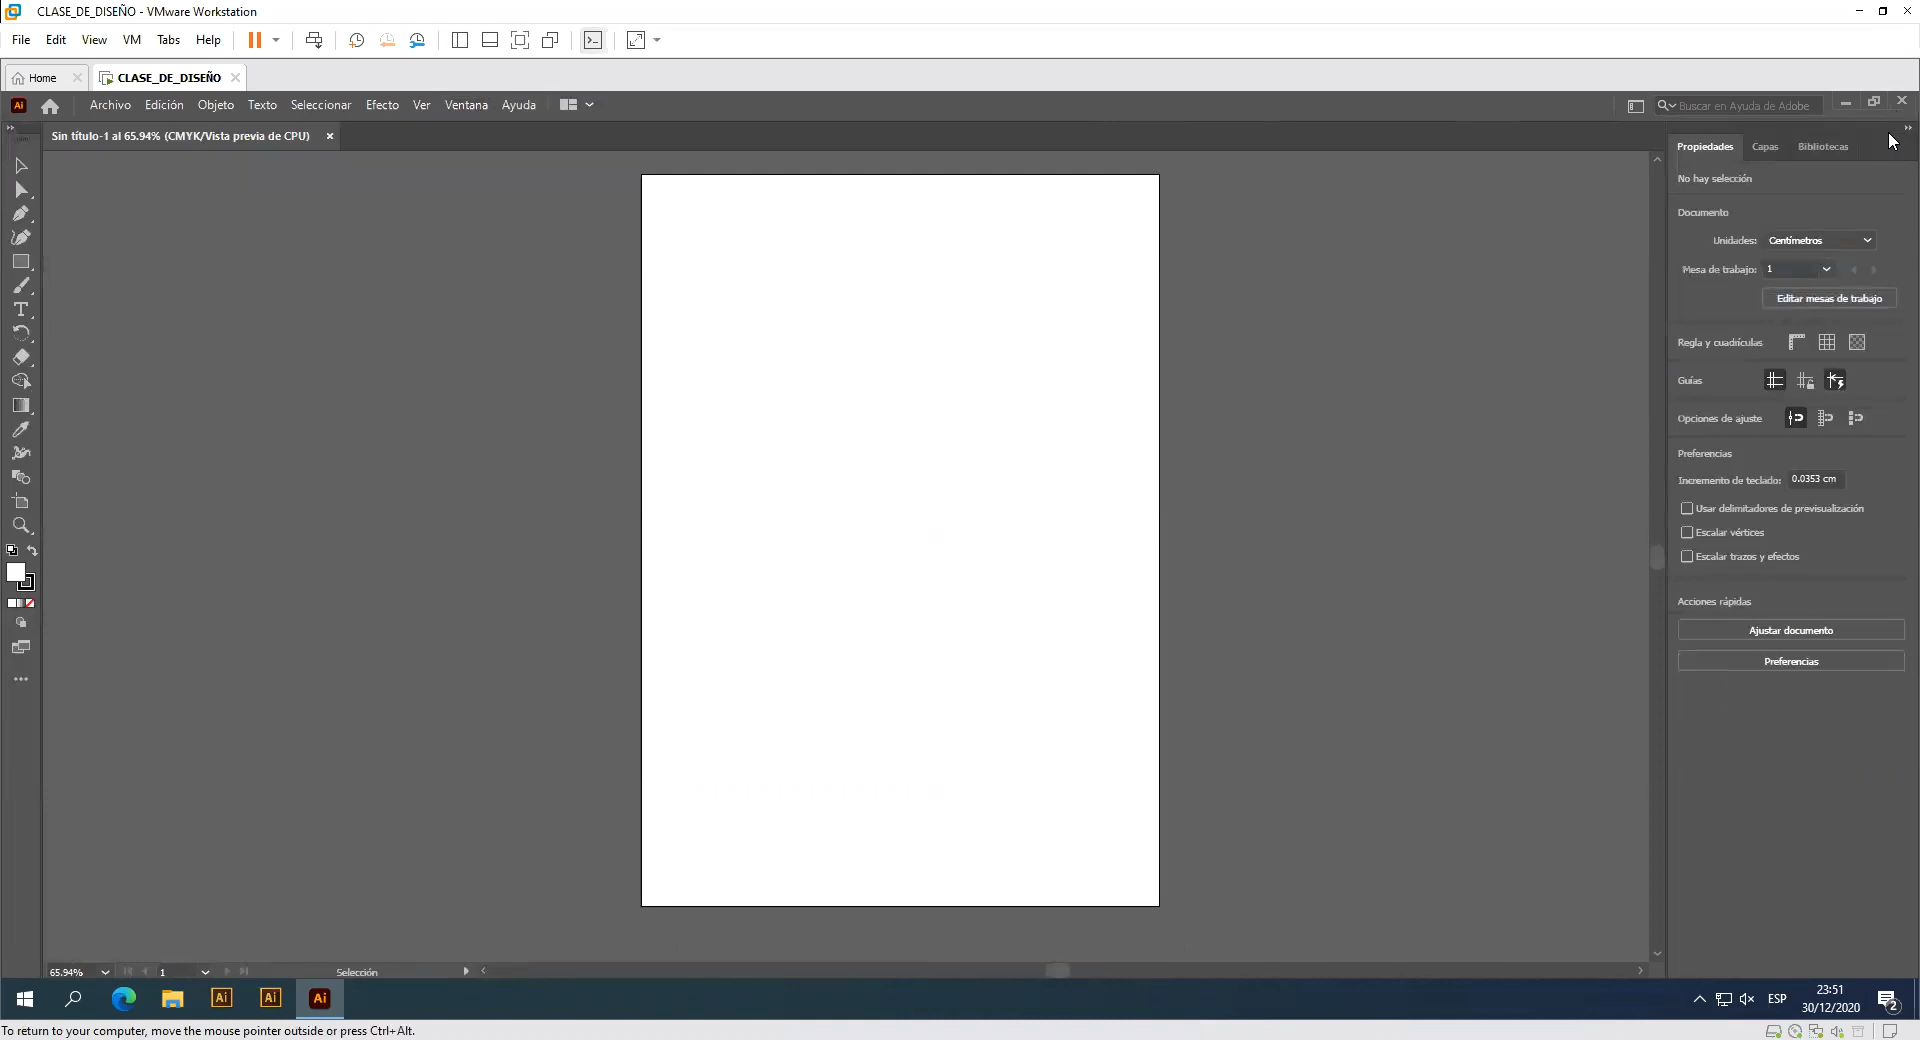 CLASE_DE_DISEÑO - VMware Workstation
File Edit View VM Tabs Help
Home CLASE_DE_DISEÑO
Ai Archivo Edición Objeto Texto Seleccionar Efecto Ver Ventana Ayuda Buscar en Ayuda de Adobe
Sin título-1 al 65.94% (CMYK/Vista previa de CPU)
Propiedades Capas Bibliotecas
No hay selección
Documento
Unidades: Centímetros
Mesa de trabajo: 1
Editar mesas de trabajo
Regla y cuadrículas
Guías
Opciones de ajuste
Preferencias
Incremento de teclado: 0.0353 cm
Usar delimitadores de previsualización
Escalar vértices
Escalar trazos y efectos
Acciones rápidas
Ajustar documento
Preferencias
65.94% 1 Selección
Ai Ai Ai ESP 23:51
30/12/2020 2
To return to your computer, move the mouse pointer outside or press Ctrl+Alt.